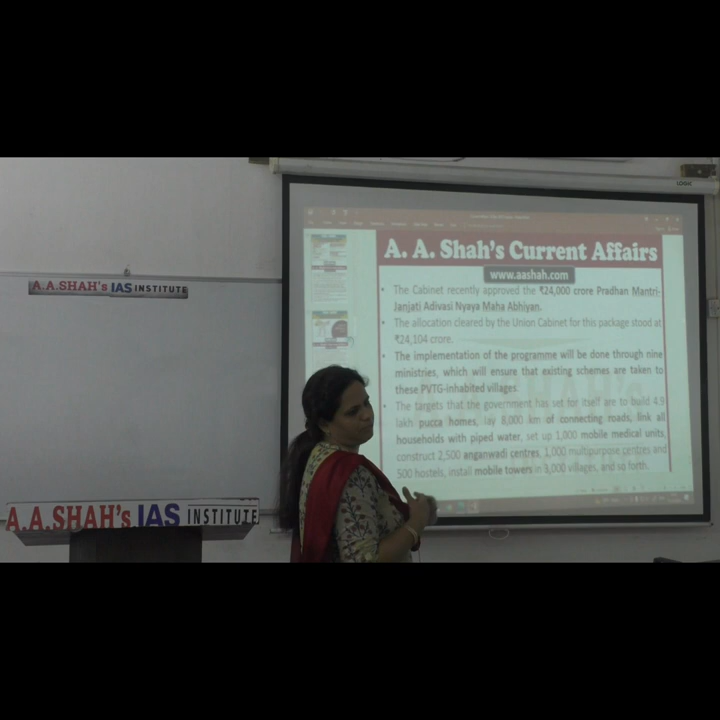 LOGIC
A. A. Shah's Current Affairs
www.aashah.com
• The Cabinet recently approved the ₹24,000 crore Pradhan Mantri-
Janjati Adivasi Nyaya Maha Abhiyan.
• The allocation cleared by the Union Cabinet for this package stood at
₹24,104 crore.
• The implementation of the programme will be done through nine
ministries, which will ensure that existing schemes are taken to
these PVTG-inhabited villages.
• The targets that the government has set for itself are to build 4.9
lakh pucca homes, lay 8,000 km of connecting roads, link all
households with piped water, set up 1,000 mobile medical units,
construct 2,500 anganwadi centres, 1,000 multipurpose centres and
500 hostels, install mobile towers in 3,000 villages, and so forth.
A.A.SHAH's IAS INSTITUTE
A.A.SHAH's IAS INSTITUTE